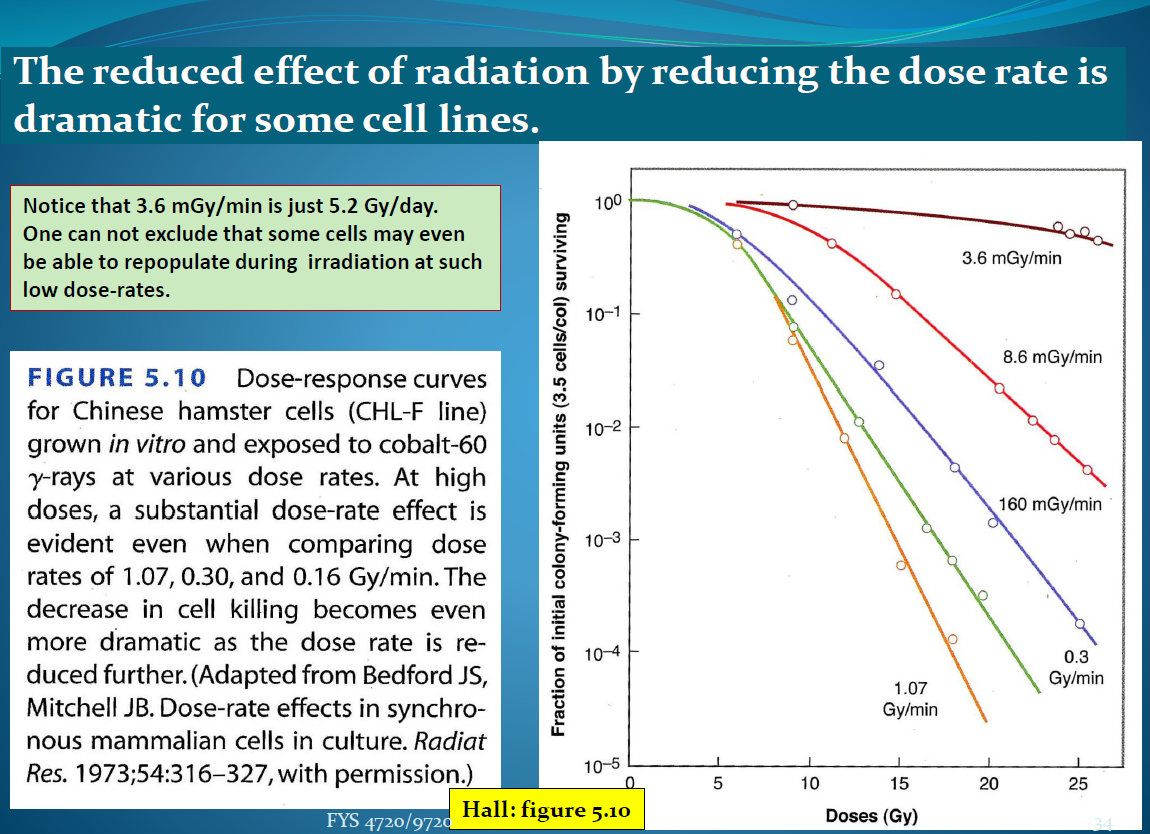 The reduced effect of radiation by reducing the dose rate is
dramatic for some cell lines.
Notice that 3.6 mGy/min is just 5.2 Gy/day.
One can not exclude that some cells may even
be able to repopulate during irradiation at such
low dose-rates.
FIGURE 5.10 Dose-response curves
for Chinese hamster cells (CHL-F line)
grown in vitro and exposed to cobalt-60
γ-rays at various dose rates. At high
doses, a substantial dose-rate effect is
evident even when comparing dose
rates of 1.07, 0.30, and 0.16 Gy/min. The
decrease in cell killing becomes even
more dramatic as the dose rate is re-
duced further. (Adapted from Bedford JS,
Mitchell JB. Dose-rate effects in synchro-
nous mammalian cells in culture. Radiat
Res. 1973;54:316–327, with permission.)
Fraction of initial colony-forming units (3.5 cells/col) surviving
10⁰
10⁻¹
10⁻²
10⁻³
10⁻⁴
10⁻⁵
3.6 mGy/min
8.6 mGy/min
160 mGy/min
0.3
Gy/min
1.07
Gy/min
0 5 10 15 20 25
Doses (Gy)
Hall: figure 5.10
FYS 4720/9720
34